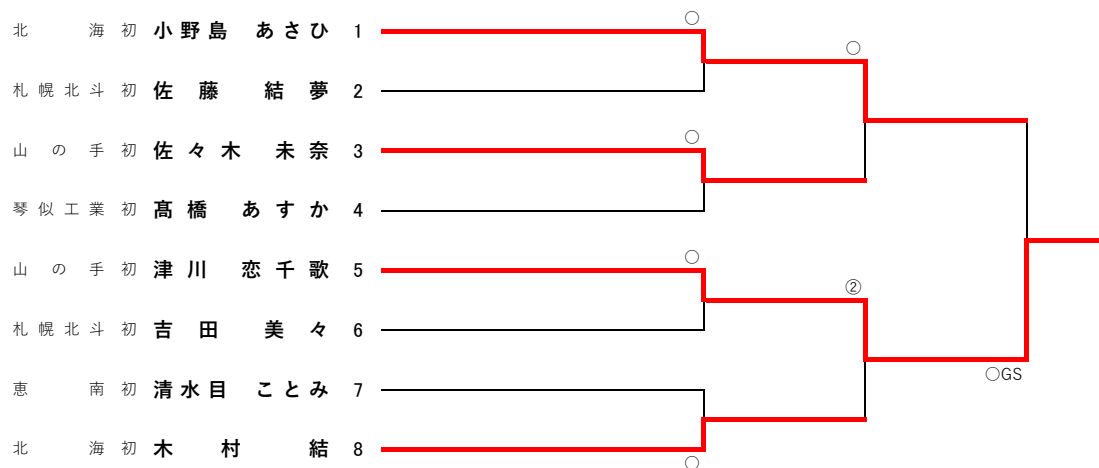 ○
北海 初 小野島 あさひ 1
○
札幌北斗 初 佐藤 結夢 2
○
山の手 初 佐々木 未奈 3
琴似工業 初 髙橋 あすか 4
○
山の手 初 津川 恋千歌 5
②
札幌北斗 初 吉田 美々 6
○GS
恵南 初 清水目 ことみ 7
北海 初 木村 結 8
○